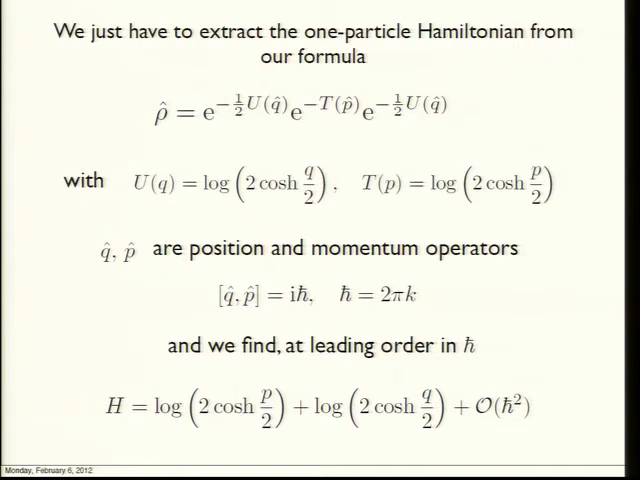 We just have to extract the one-particle Hamiltonian from
our formula
ρ̂ = e^{−½U(q̂)} e^{−T(p̂)} e^{−½U(q̂)}
with U(q) = log (2 cosh q/2), T(p) = log (2 cosh p/2)
q̂, p̂ are position and momentum operators
[q̂, p̂] = iħ, ħ = 2πk
and we find, at leading order in ħ
H = log (2 cosh p/2) + log (2 cosh q/2) + 𝒪(ħ²)
Monday, February 6, 2012